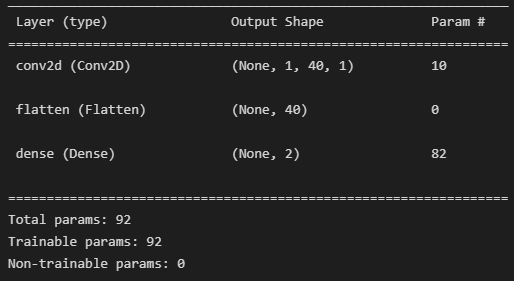 Layer (type) Output Shape Param #
conv2d (Conv2D) (None, 1, 40, 1) 10
flatten (Flatten) (None, 40) 0
dense (Dense) (None, 2) 82
Total params: 92
Trainable params: 92
Non-trainable params: 0